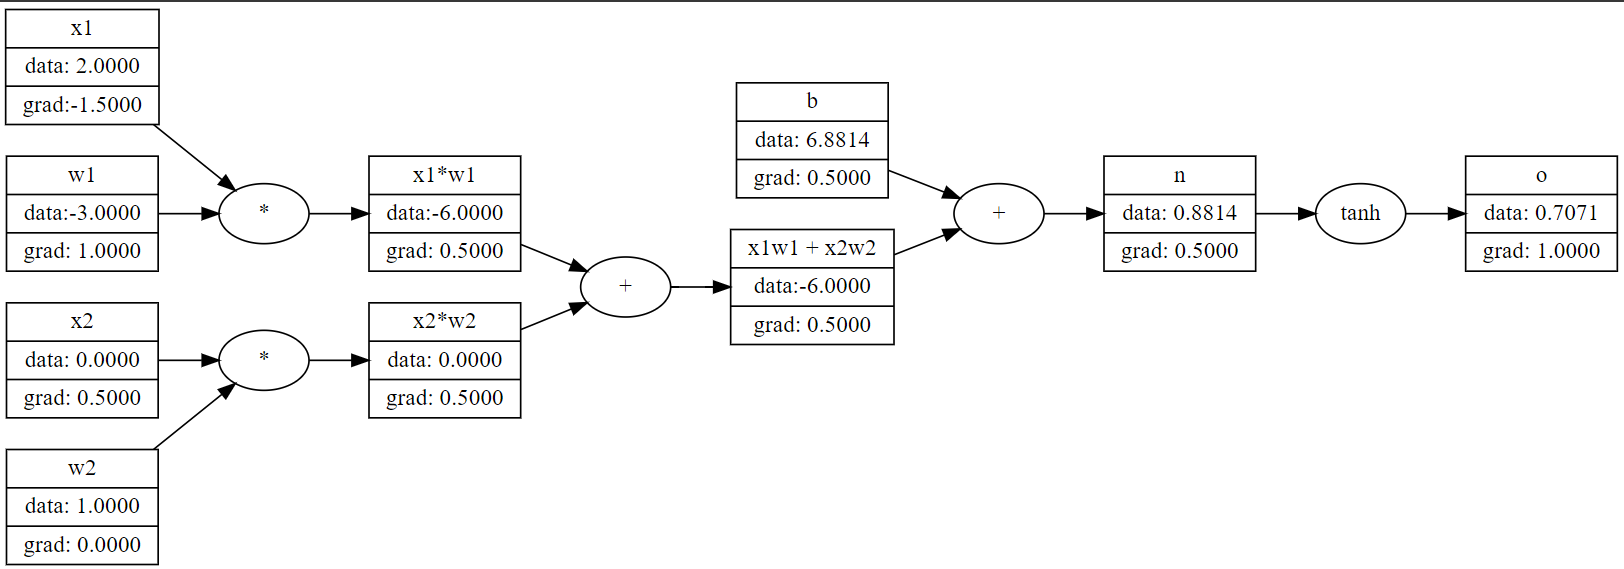 x1
data: 2.0000
grad:-1.5000
w1
data:-3.0000
grad: 1.0000
*
x1*w1
data:-6.0000
grad: 0.5000
x2
data: 0.0000
grad: 0.5000
*
x2*w2
data: 0.0000
grad: 0.5000
w2
data: 1.0000
grad: 0.0000
+
b
data: 6.8814
grad: 0.5000
x1w1 + x2w2
data:-6.0000
grad: 0.5000
+
n
data: 0.8814
grad: 0.5000
tanh
o
data: 0.7071
grad: 1.0000